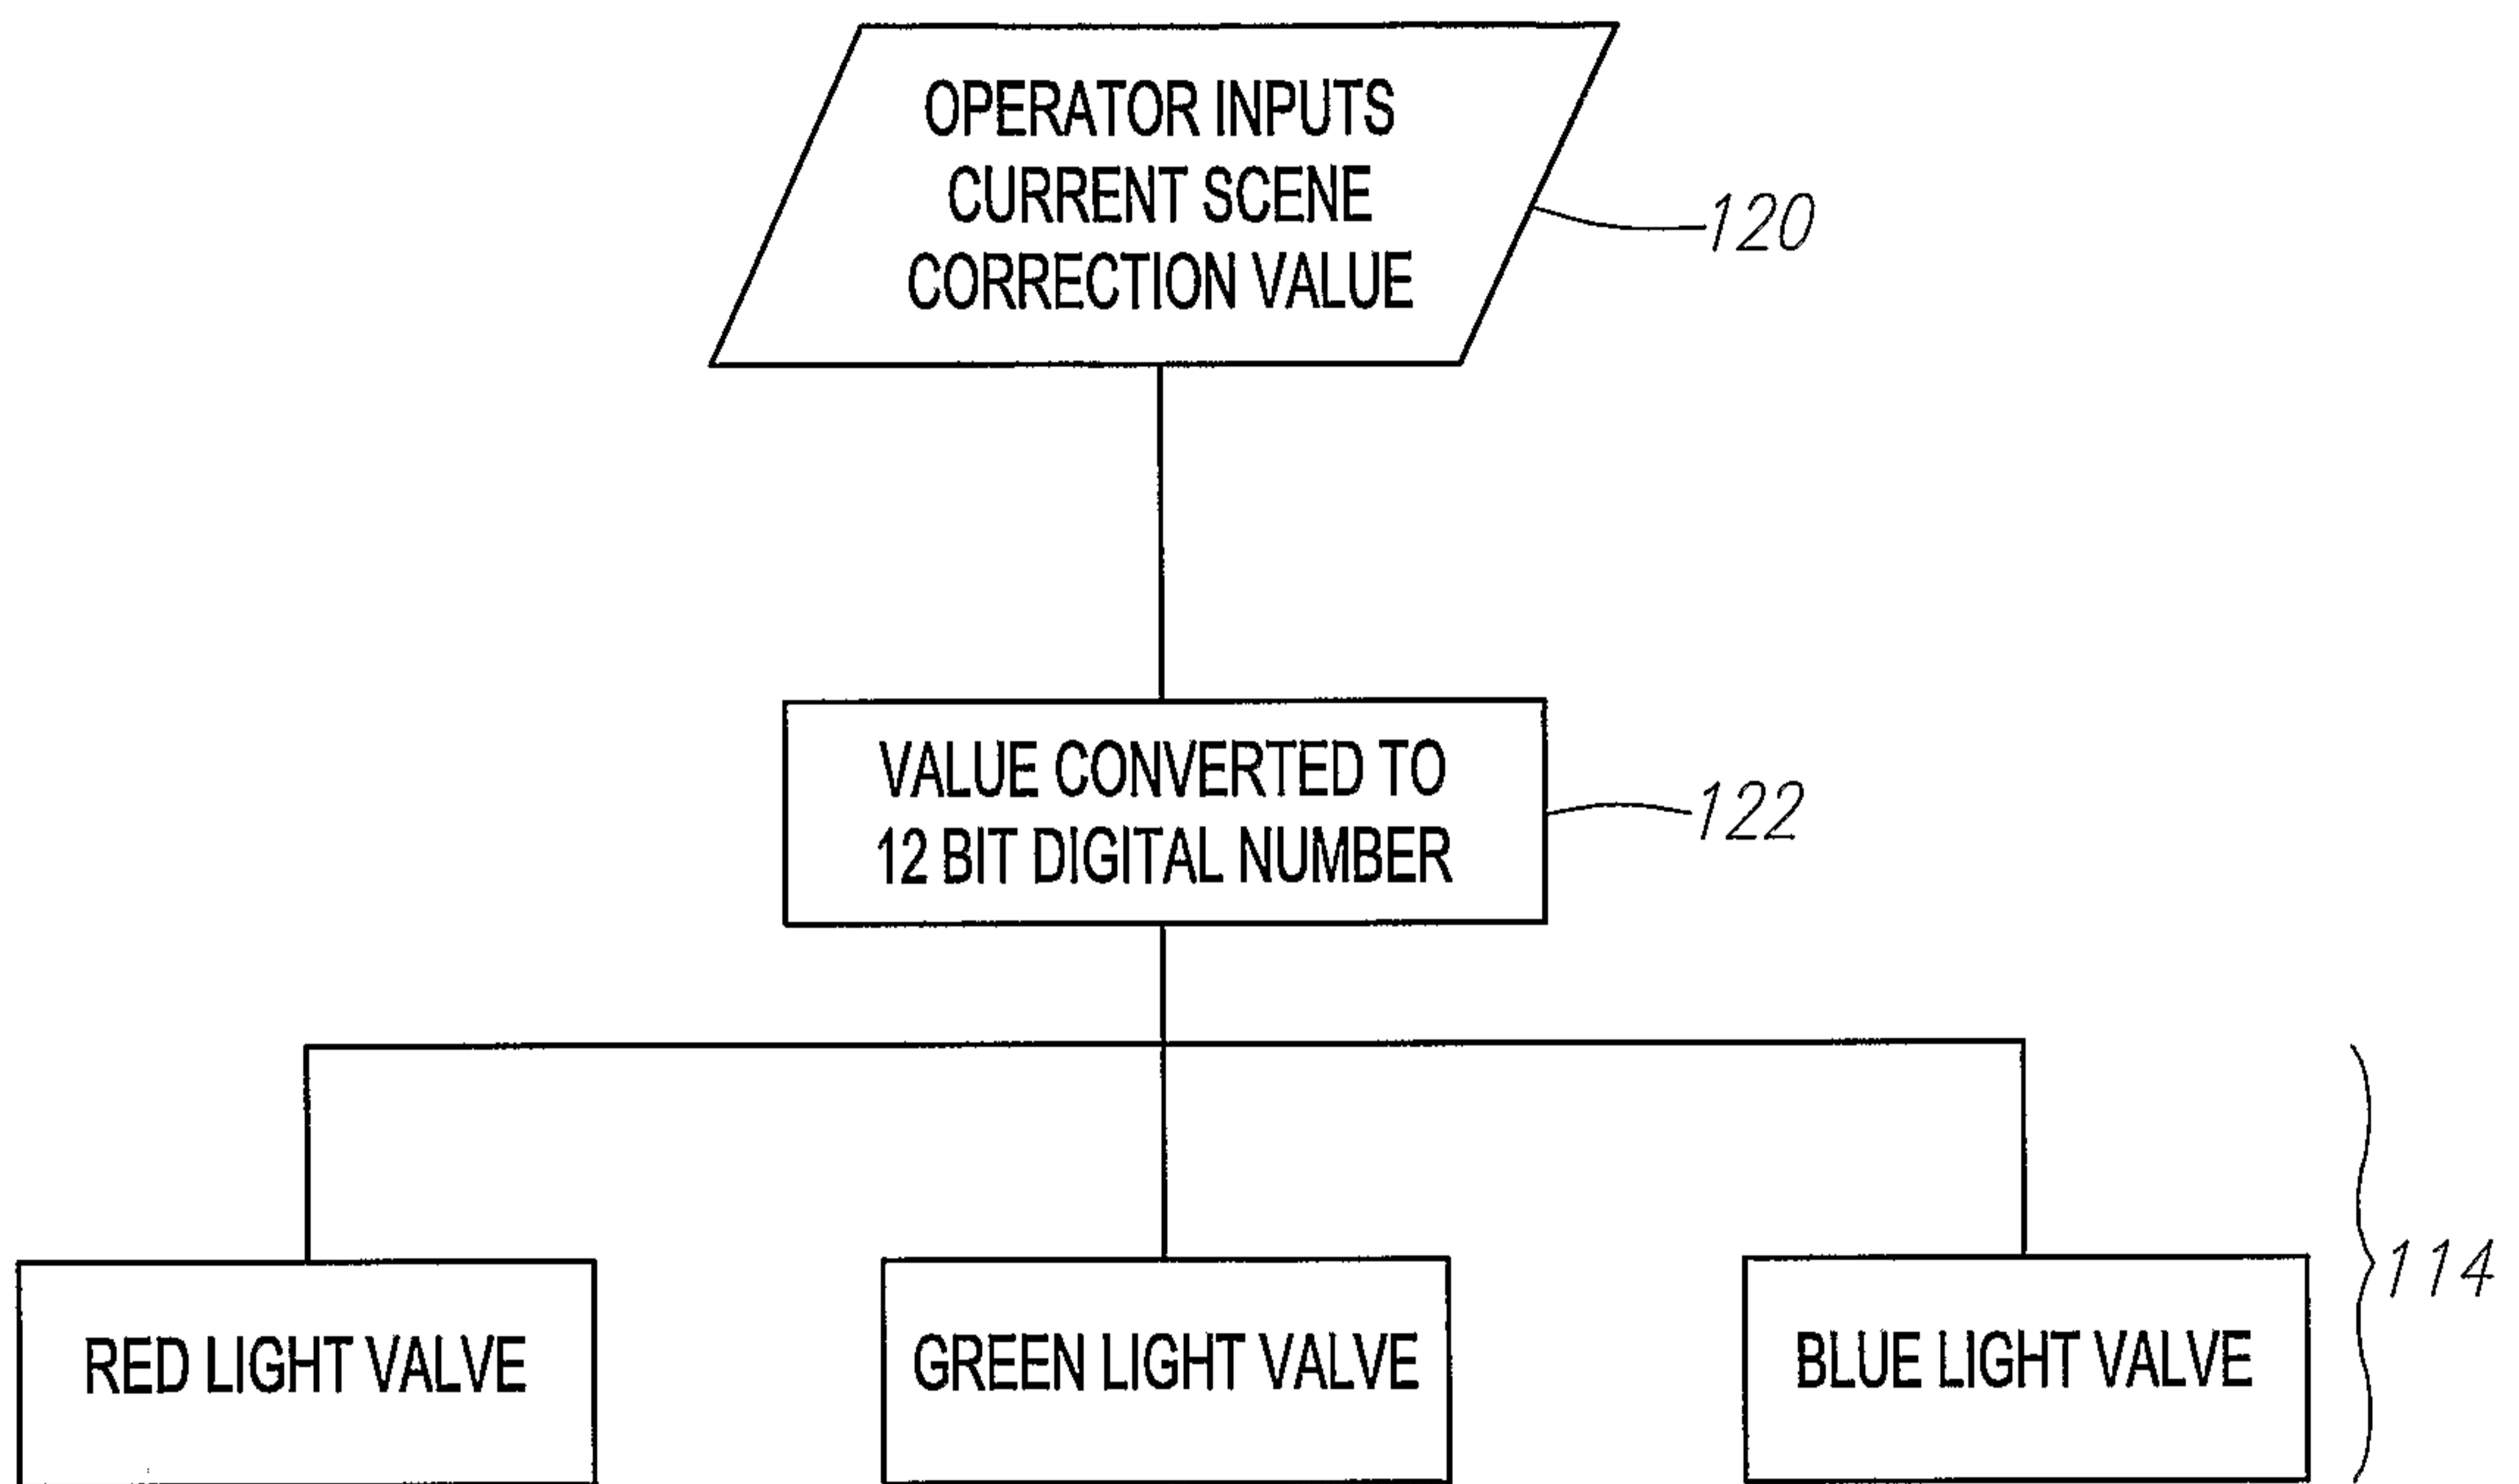 OPERATOR INPUTS
CURRENT SCENE
CORRECTION VALUE
120
VALUE CONVERTED TO
12 BIT DIGITAL NUMBER
122
RED LIGHT VALVE
GREEN LIGHT VALVE
BLUE LIGHT VALVE
114